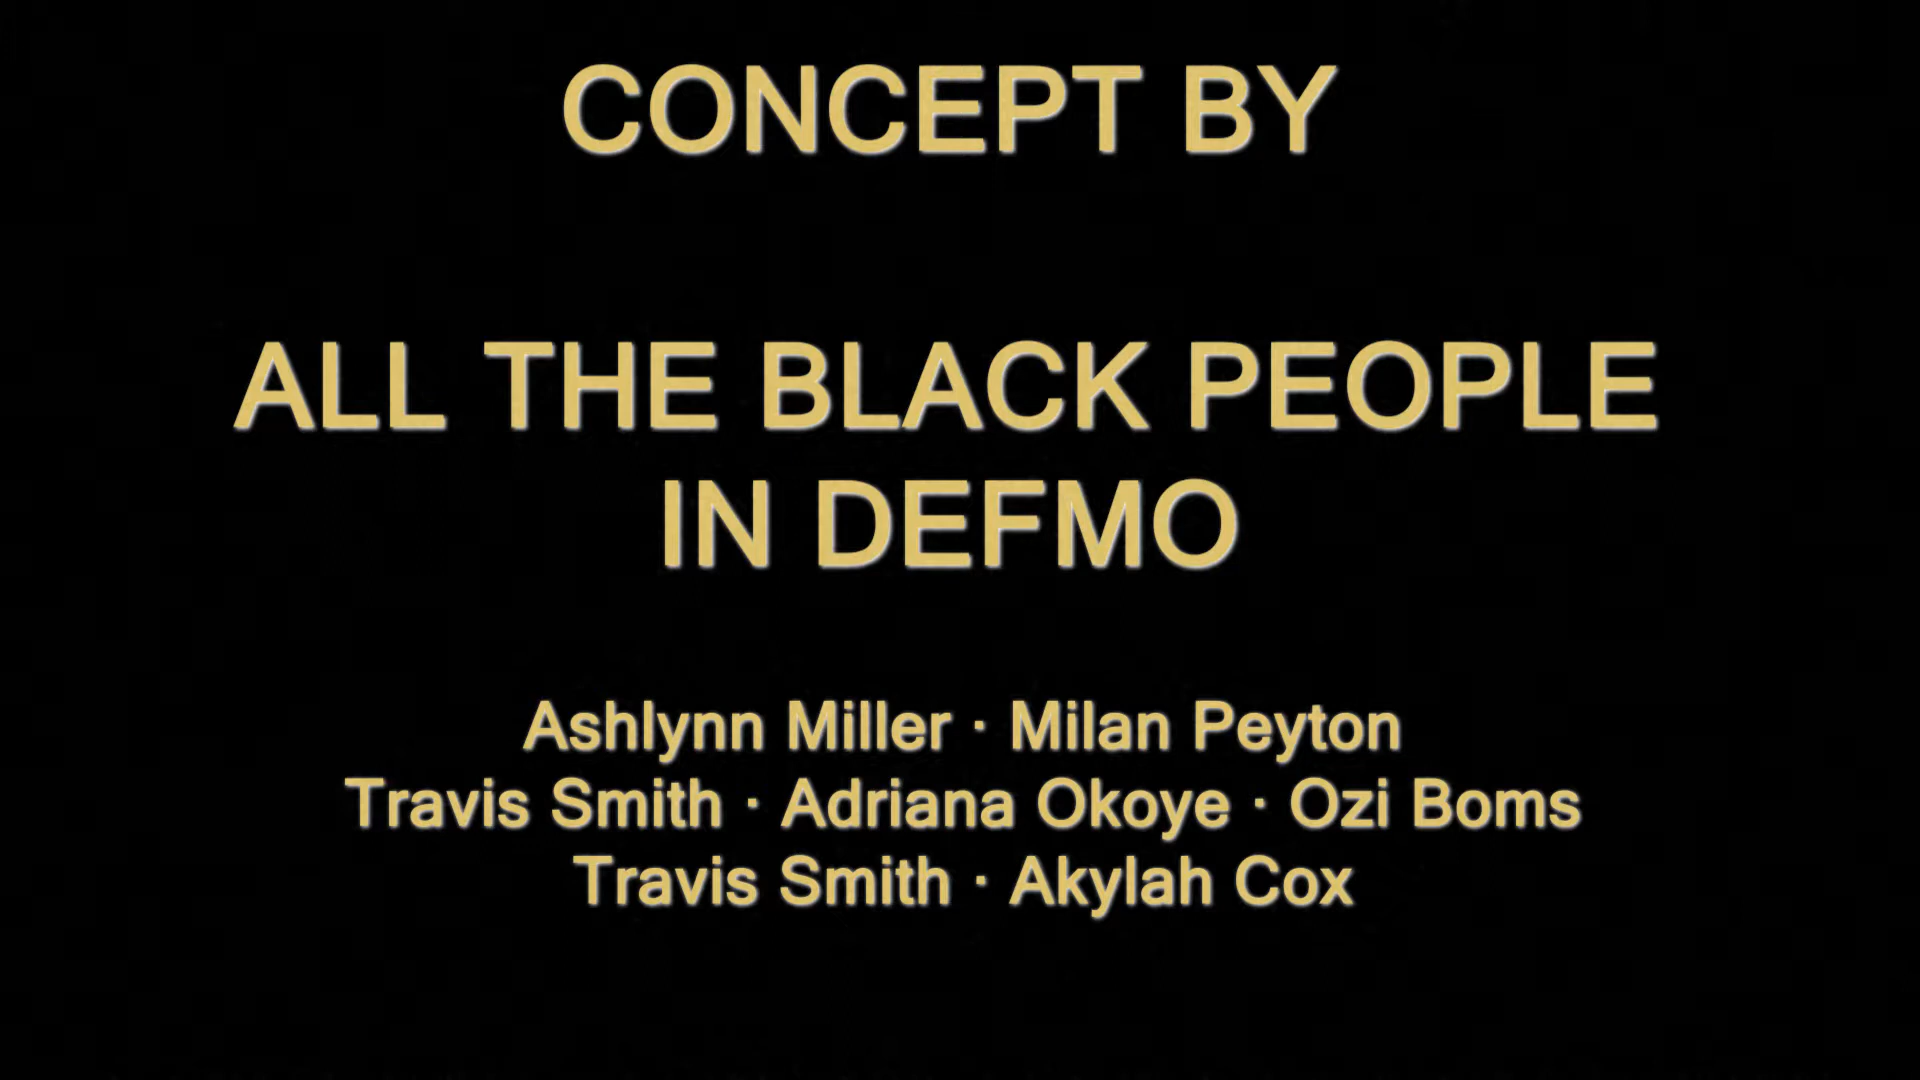 CONCEPT BY
ALL THE BLACK PEOPLE
IN DEFMO
Ashlynn Miller · Milan Peyton
Travis Smith · Adriana Okoye · Ozi Boms
Travis Smith · Akylah Cox